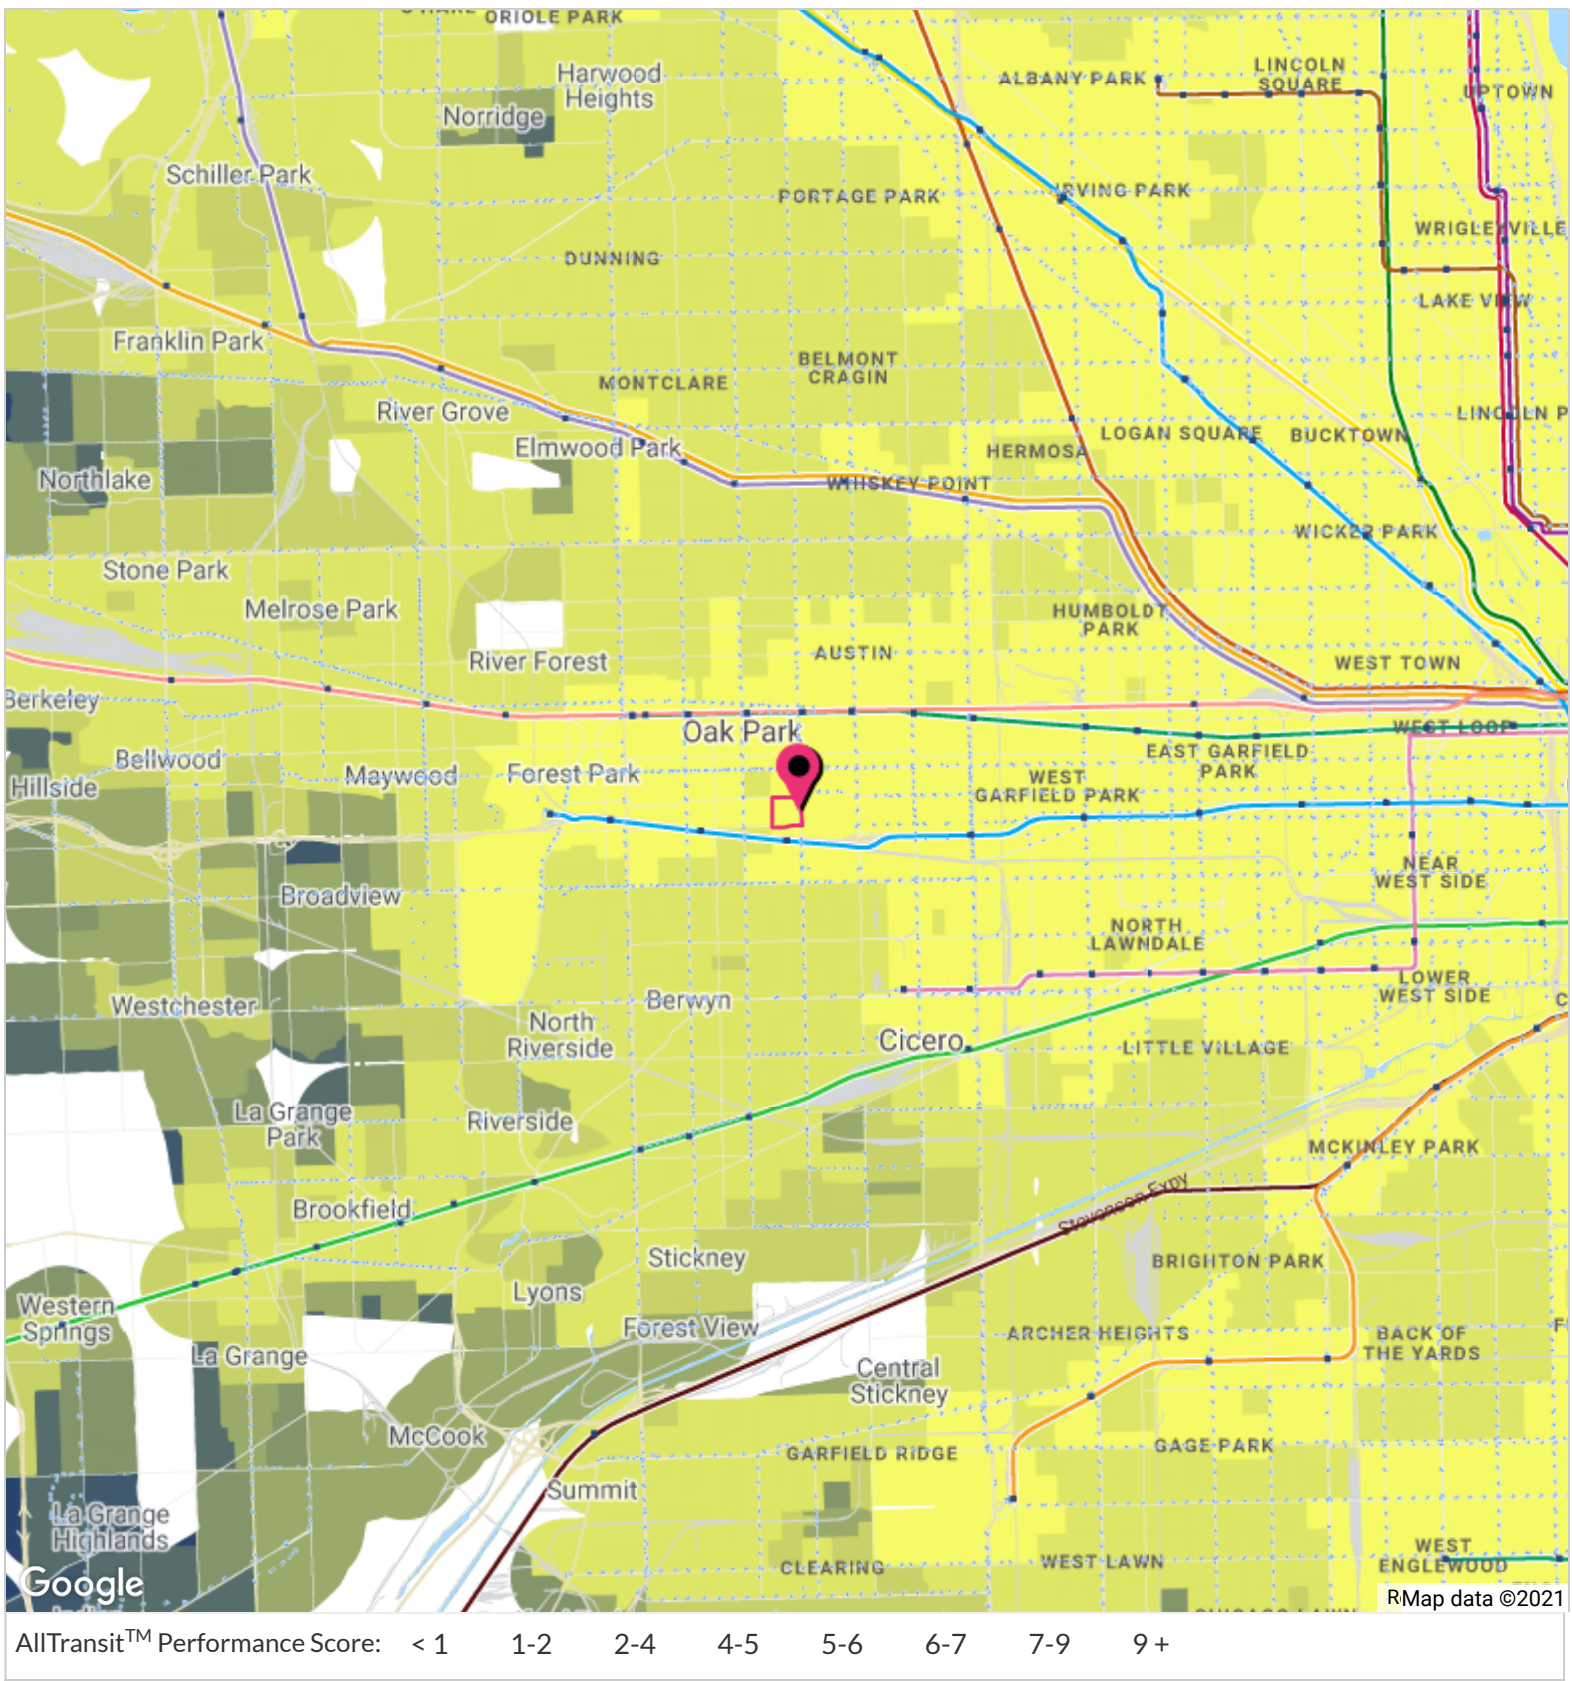 ORIOLE PARK
Harwood
Heights
Norridge
ALBANY PARK
LINCOLN
SQUARE
UPTOWN
Schiller Park
PORTAGE PARK
IRVING PARK
WRIGLEYVILLE
DUNNING
LAKE VIEW
Franklin Park
BELMONT
CRAGIN
MONTCLARE
River Grove
LINCOLN P
LOGAN SQUARE
BUCKTOWN
Elmwood Park
HERMOSA
Northlake
WHISKEY POINT
WICKER PARK
Stone Park
Melrose Park
HUMBOLDT
PARK
AUSTIN
River Forest
WEST TOWN
Berkeley
Oak Park
WEST LOOP
Bellwood
EAST GARFIELD
PARK
Hillside
Maywood
Forest Park
WEST
GARFIELD PARK
NEAR
WEST SIDE
Broadview
NORTH
LAWNDALE
LOWER
WEST SIDE
Westchester
Berwyn
C
North
Riverside
Cicero
LITTLE VILLAGE
La Grange
Park
Riverside
MCKINLEY PARK
Stevenson Expy
Brookfield
Stickney
BRIGHTON PARK
Lyons
Western
Springs
Forest View
ARCHER HEIGHTS
BACK OF
THE YARDS
F
La Grange
Central
Stickney
McCook
GARFIELD RIDGE
GAGE PARK
Summit
La Grange
Highlands
CLEARING
WEST LAWN
WEST
ENGLEWOOD
Google
R
Map data ©2021
CHICAGO LAWN
AllTransit™ Performance Score: < 1 1-2 2-4 4-5 5-6 6-7 7-9 9 +